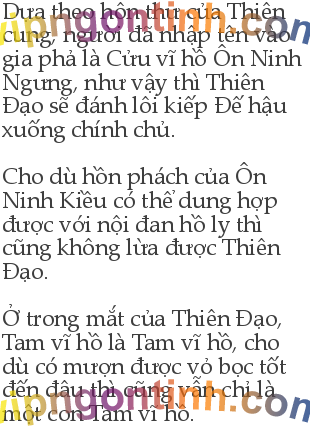 Dựa theo hôn thư của Thiên
cung, người đã nhập tên vào
gia phả là Cửu vĩ hồ Ôn Ninh
Ngưng, như vậy thì Thiên
Đạo sẽ đánh lôi kiếp Đế hậu
xuống chính chủ.
Cho dù hồn phách của Ôn
Ninh Kiều có thể dung hợp
được với nội đan hồ ly thì
cũng không lừa được Thiên
Đạo.
Ở trong mắt của Thiên Đạo,
Tam vĩ hồ là Tam vĩ hồ, cho
dù có mượn được vỏ bọc tốt
đến đâu thì cũng vẫn chỉ là
một con Tam vĩ hồ.